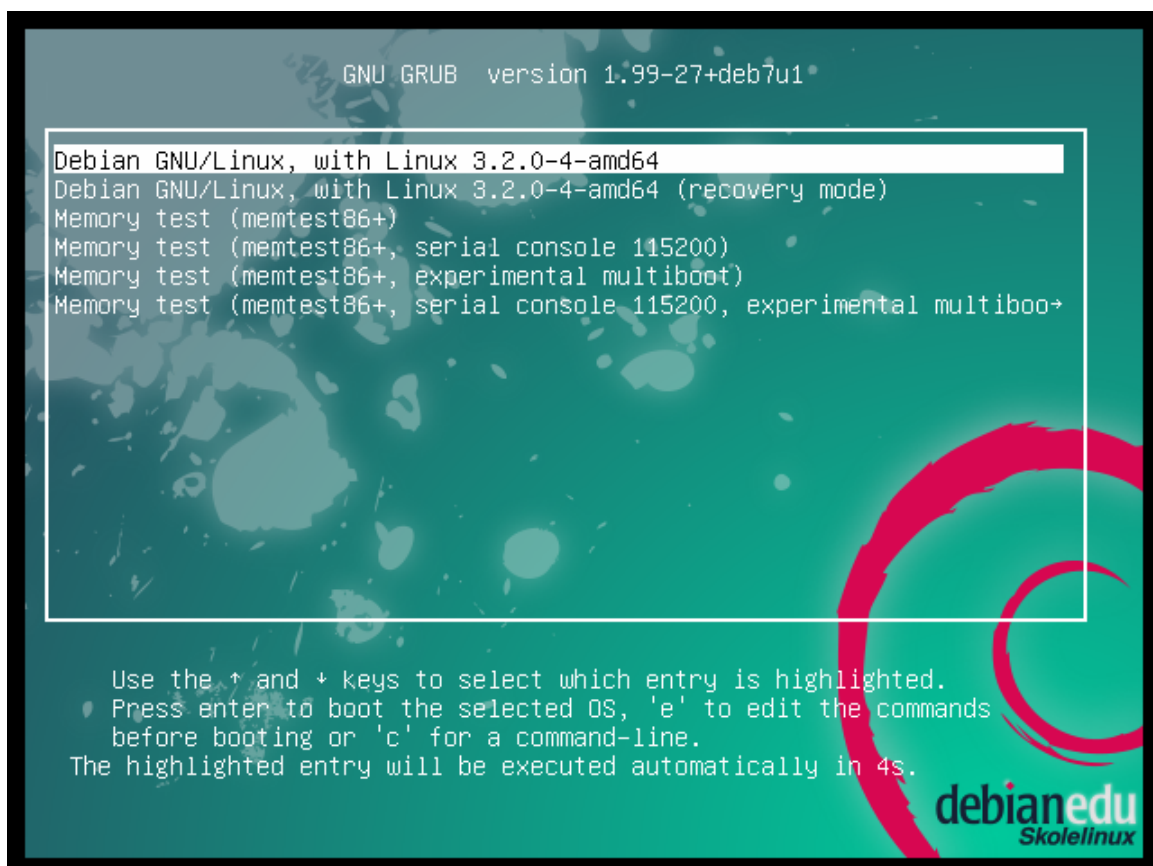 GNU GRUB version 1.99-27+deb7u1
Debian GNU/Linux, with Linux 3.2.0-4-amd64
Debian GNU/Linux, with Linux 3.2.0-4-amd64 (recovery mode)
Memory test (memtest86+)
Memory test (memtest86+, serial console 115200)
Memory test (memtest86+, experimental multiboot)
Memory test (memtest86+, serial console 115200, experimental multiboo→
Use the ↑ and ↓ keys to select which entry is highlighted.
Press enter to boot the selected OS, 'e' to edit the commands
before booting or 'c' for a command-line.
The highlighted entry will be executed automatically in 4s.
debianedu
Skolelinux